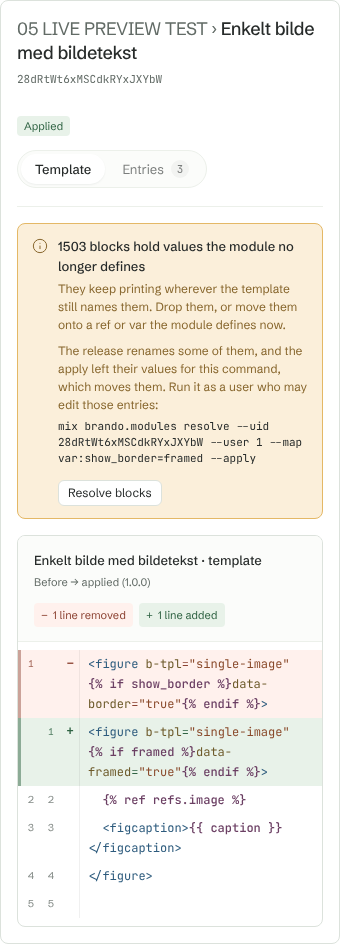 05 LIVE PREVIEW TEST › Enkelt bilde
med bildetekst
28dRtWt6xMSCdkRYxJXYbW
Applied
Template Entries 3
1503 blocks hold values the module no
longer defines
They keep printing wherever the template
still names them. Drop them, or move them
onto a ref or var the module defines now.
The release renames some of them, and the
apply left their values for this command,
which moves them. Run it as a user who may
edit those entries:
mix brando.modules resolve --uid
28dRtWt6xMSCdkRYxJXYbW --user 1 --map
var:show_border=framed --apply
Resolve blocks
Enkelt bilde med bildetekst · template
Before → applied (1.0.0)
− 1 line removed + 1 line added
1 − <figure b-tpl="single-image"
{% if show_border %}data-
border="true"{% endif %}>
1 + <figure b-tpl="single-image"
{% if framed %}data-
framed="true"{% endif %}>
2 2 {% ref refs.image %}
3 3 <figcaption>{{ caption }}
</figcaption>
4 4 </figure>
5 5